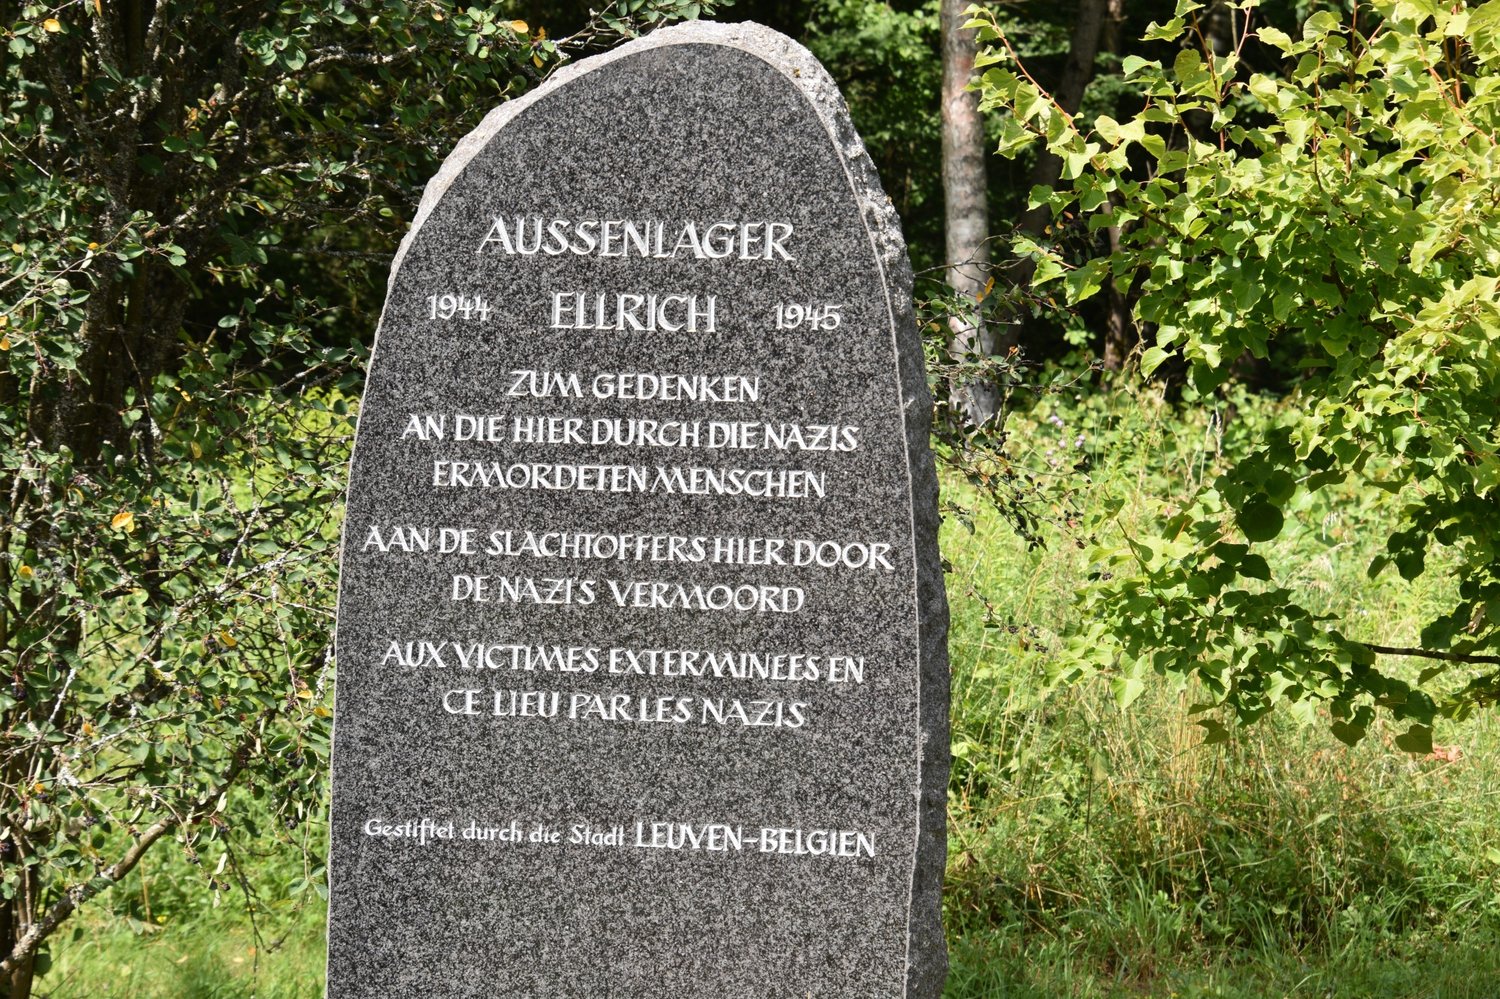 AUSSENLAGER
1944 ELLRICH 1945
ZUM GEDENKEN
AN DIE HIER DURCH DIE NAZIS
ERMORDETEN MENSCHEN
AAN DE SLACHTOFFERS HIER DOOR
DE NAZI'S VERMOORD
AUX VICTIMES EXTERMINEES EN
CE LIEU PAR LES NAZIS
Gestiftet durch die Stadt LEUVEN-BELGIEN